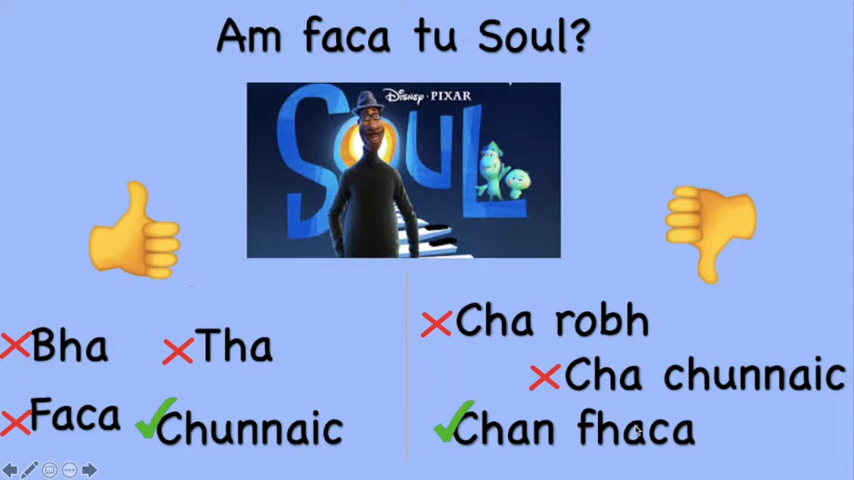 Am faca tu Soul?
Disney · PIXAR
SOUL
Bha
Tha
Faca
Chunnaic
Cha robh
Cha chunnaic
Chan fhaca